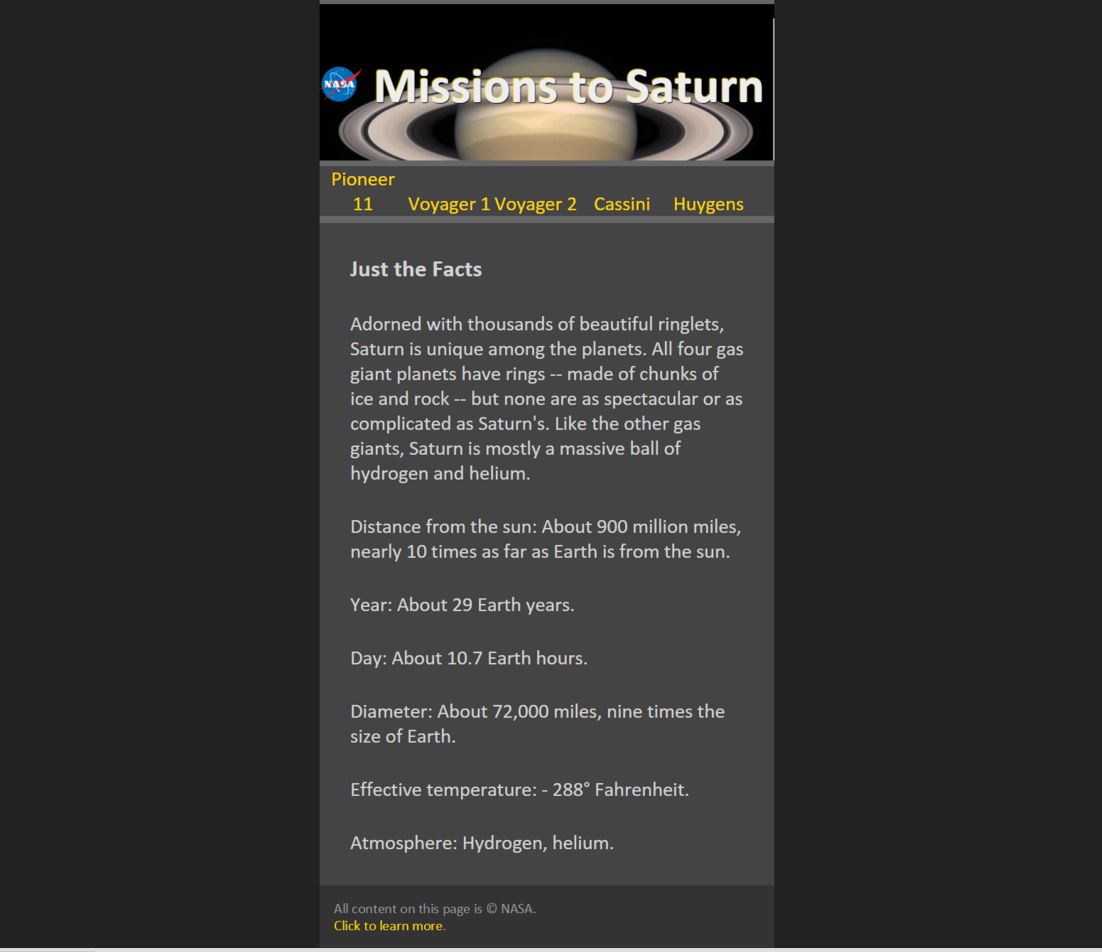 NASA
Missions to Saturn
Pioneer
11 Voyager 1 Voyager 2 Cassini Huygens
Just the Facts
Adorned with thousands of beautiful ringlets,
Saturn is unique among the planets. All four gas
giant planets have rings -- made of chunks of
ice and rock -- but none are as spectacular or as
complicated as Saturn's. Like the other gas
giants, Saturn is mostly a massive ball of
hydrogen and helium.
Distance from the sun: About 900 million miles,
nearly 10 times as far as Earth is from the sun.
Year: About 29 Earth years.
Day: About 10.7 Earth hours.
Diameter: About 72,000 miles, nine times the
size of Earth.
Effective temperature: - 288° Fahrenheit.
Atmosphere: Hydrogen, helium.
All content on this page is © NASA.
Click to learn more.